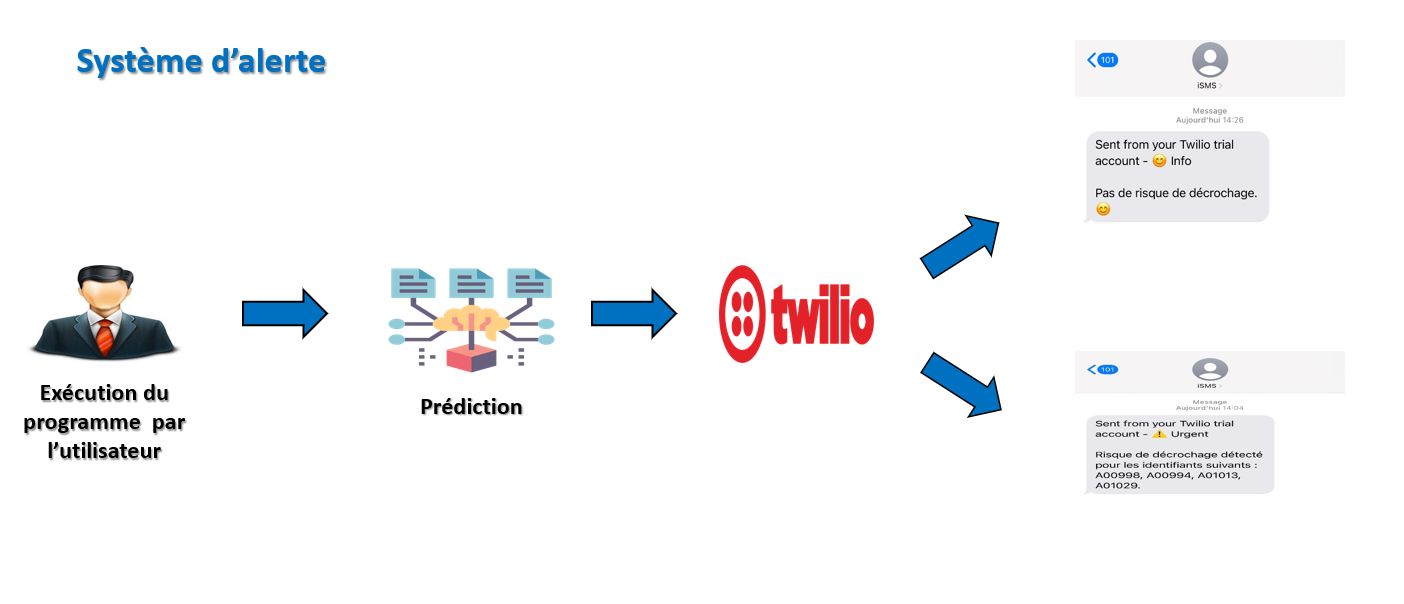 Système d'alerte
Exécution du
programme par
l'utilisateur
Prédiction
twilio
101
iSMS >
Message
Aujourd'hui 14:26
Sent from your Twilio trial
account - 😊 Info
Pas de risque de décrochage.
😊
101
iSMS >
Message
Aujourd'hui 14:04
Sent from your Twilio trial
account - ⚠️ Urgent
Risque de décrochage détecté
pour les identifiants suivants :
A00998, A00994, A01013,
A01029.